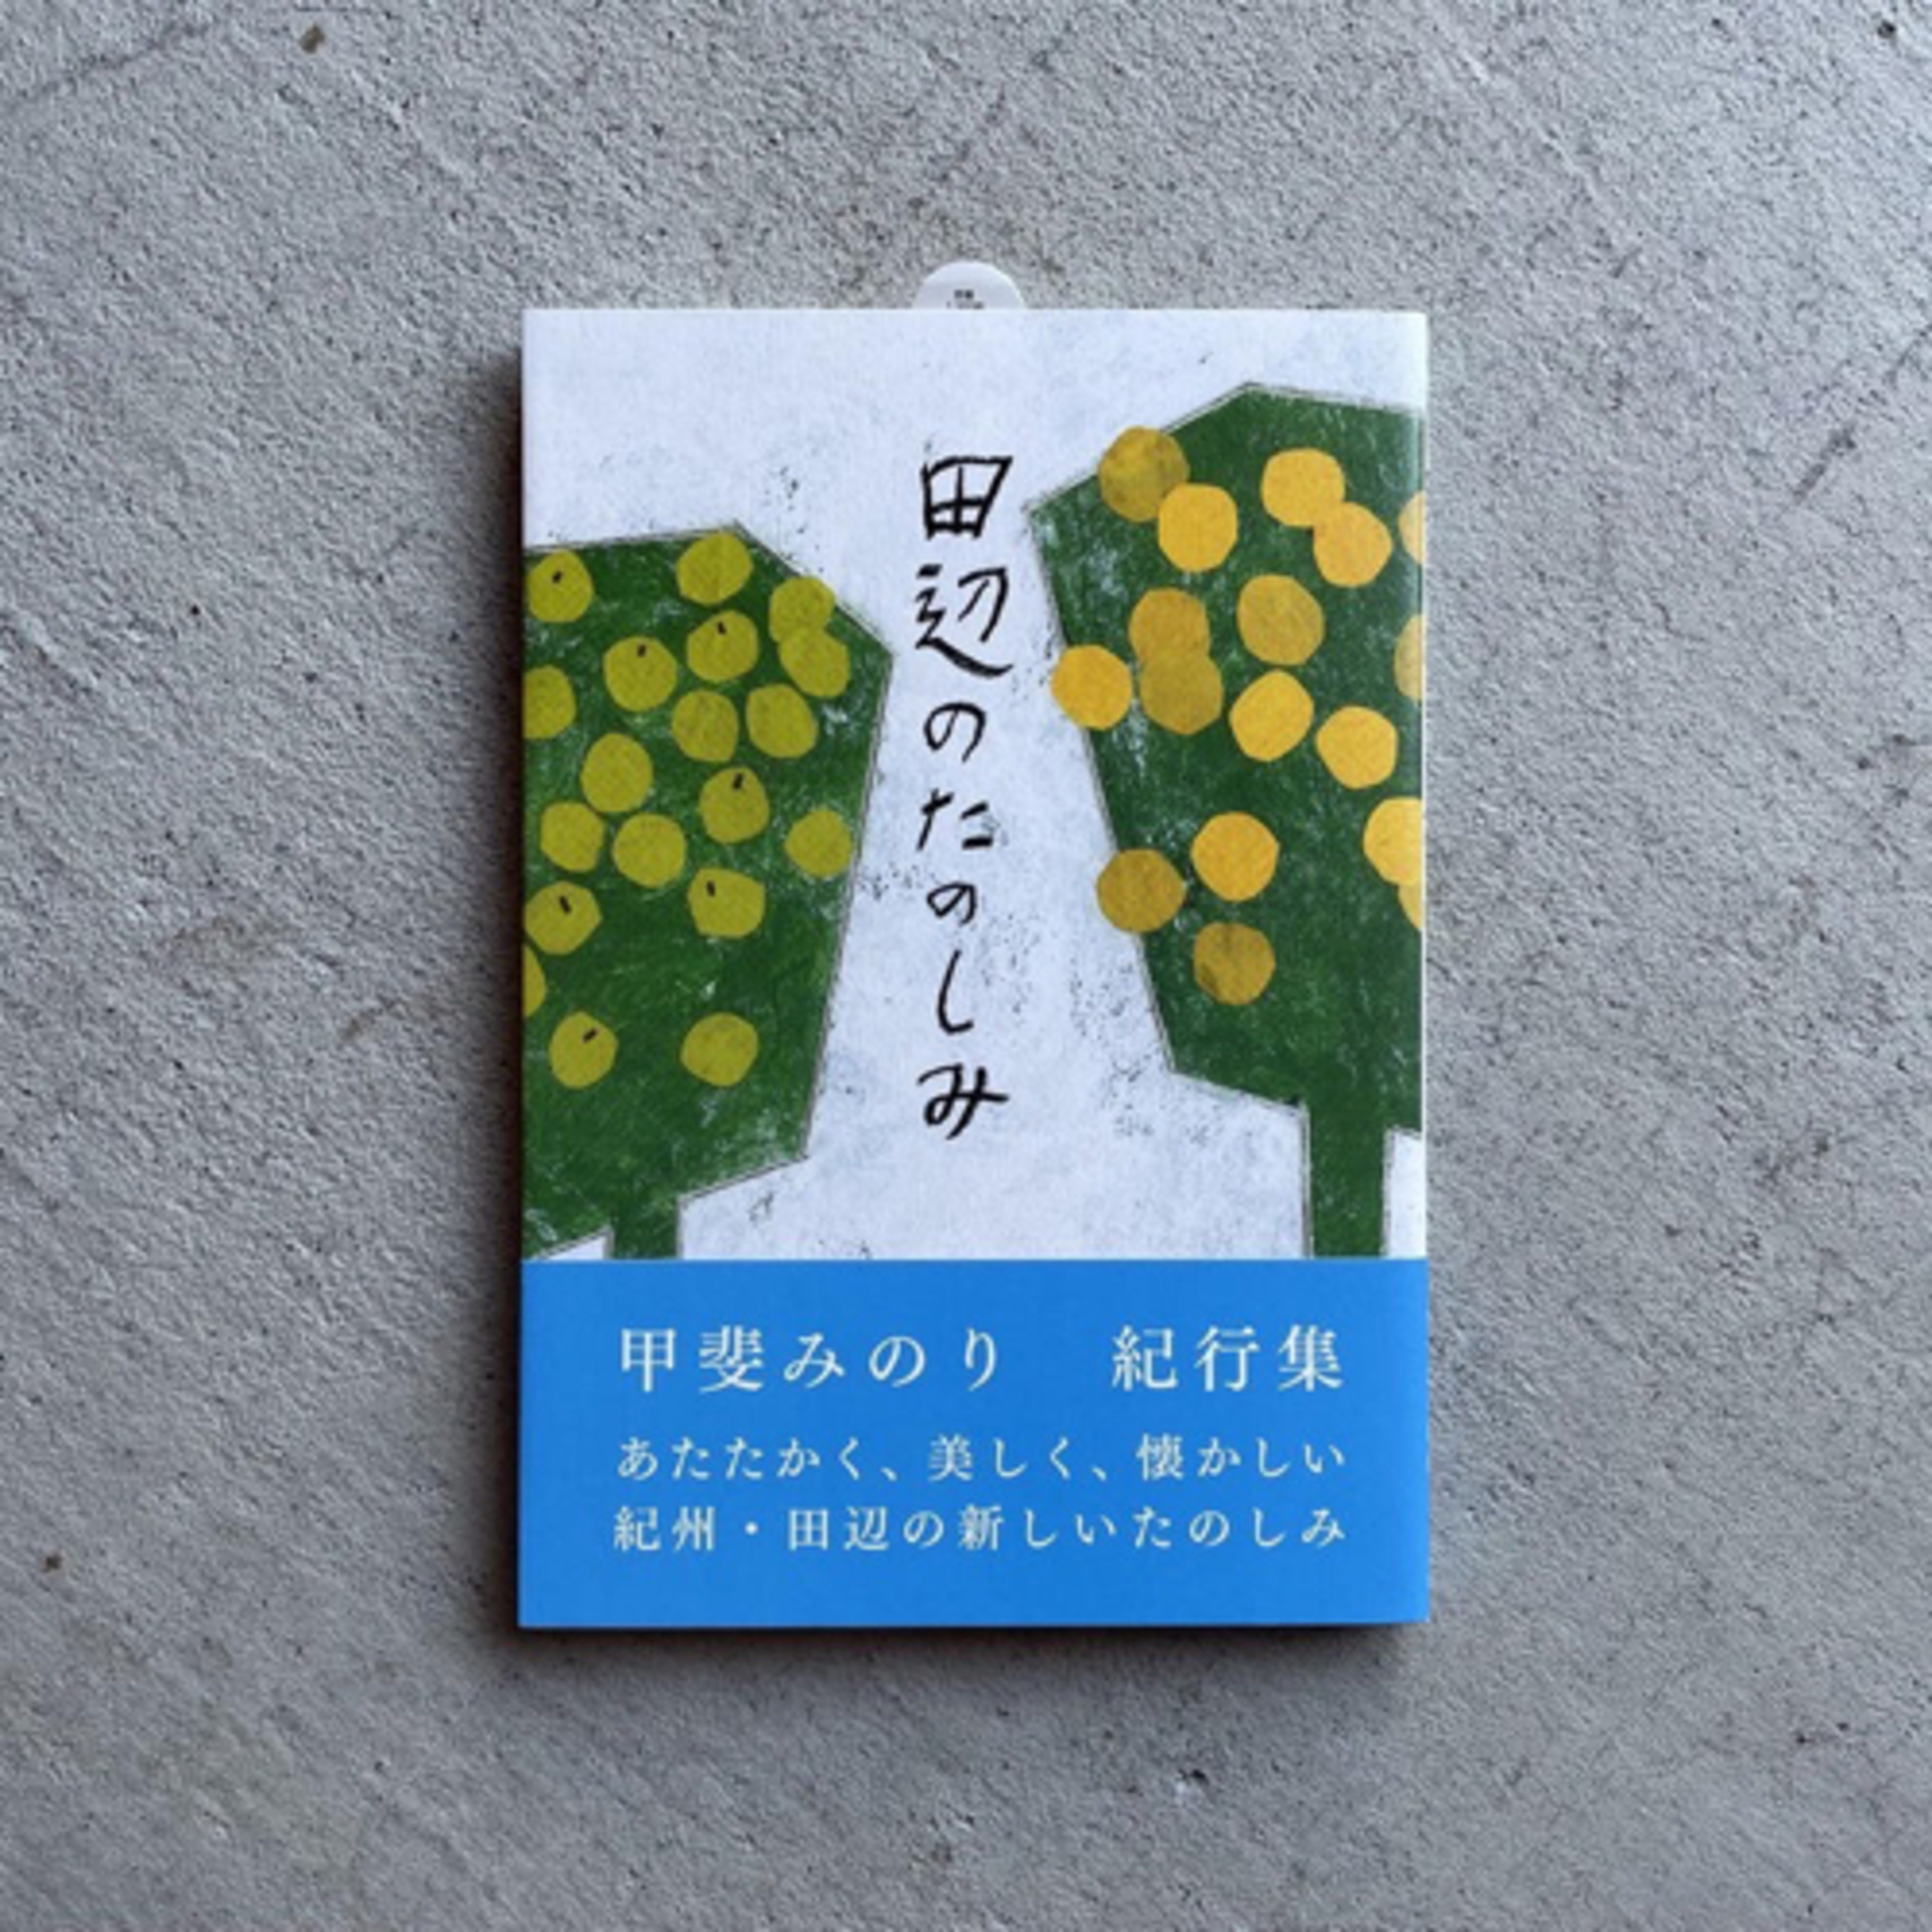 田辺のたのしみ
甲斐みのり　紀行集
あたたかく、美しく、懐かしい
紀州・田辺の新しいたのしみ